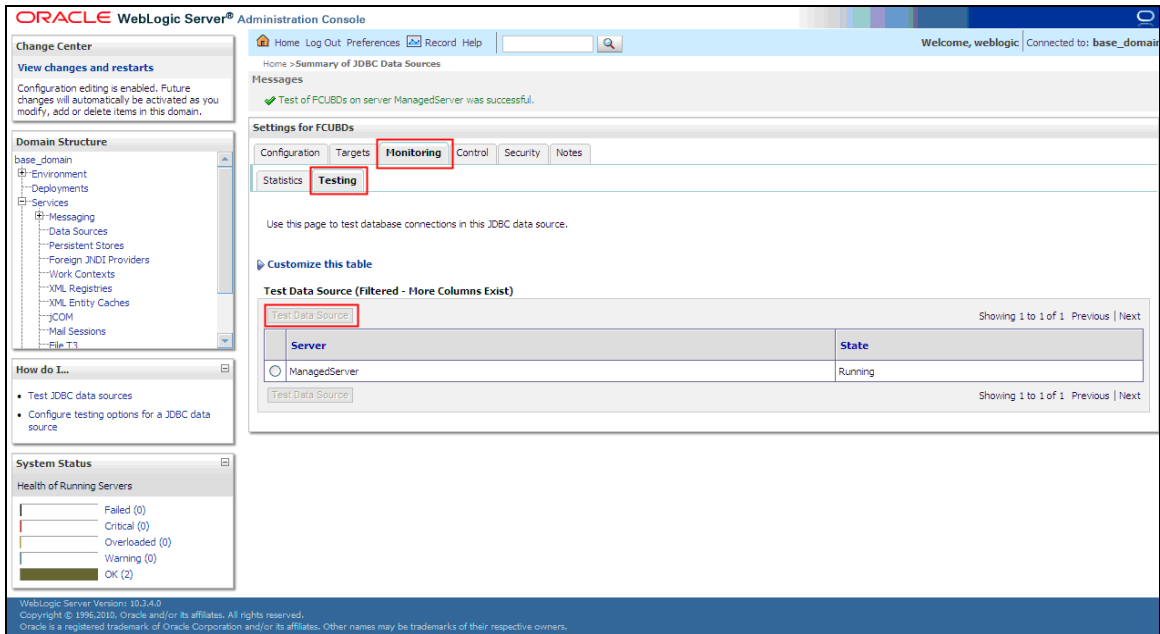 ORACLE WebLogic Server® Administration Console
Change Center
View changes and restarts
Configuration editing is enabled. Future
changes will automatically be activated as you
modify, add or delete items in this domain.
Domain Structure
base_domain
Environment
Deployments
Services
Messaging
Data Sources
Persistent Stores
Foreign JNDI Providers
Work Contexts
XML Registries
XML Entity Caches
jCOM
Mail Sessions
File T3
How do I...
Test JDBC data sources
Configure testing options for a JDBC data
source
System Status
Health of Running Servers
Failed (0)
Critical (0)
Overloaded (0)
Warning (0)
OK (2)
Home Log Out Preferences Record Help
Welcome, weblogic Connected to: base_domain
Home >Summary of JDBC Data Sources
Messages
Test of FCUBDs on server ManagedServer was successful.
Settings for FCUBDs
Configuration Targets Monitoring Control Security Notes
Statistics Testing
Use this page to test database connections in this JDBC data source.
Customize this table
Test Data Source (Filtered - More Columns Exist)
Test Data Source Showing 1 to 1 of 1 Previous | Next
Server State
ManagedServer Running
Test Data Source Showing 1 to 1 of 1 Previous | Next
WebLogic Server Version: 10.3.4.0
Copyright © 1996,2010, Oracle and/or its affiliates. All rights reserved.
Oracle is a registered trademark of Oracle Corporation and/or its affiliates. Other names may be trademarks of their respective owners.